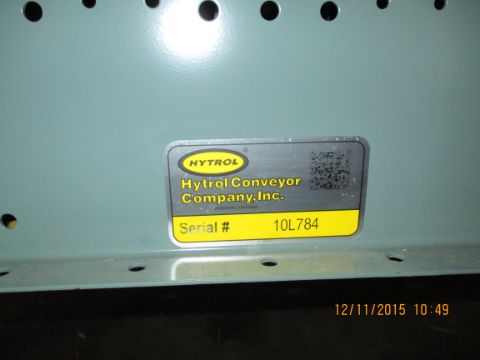 HYTROL
Hytrol Conveyor
Company,Inc.
Serial # 10L784
12/11/2015 10:49